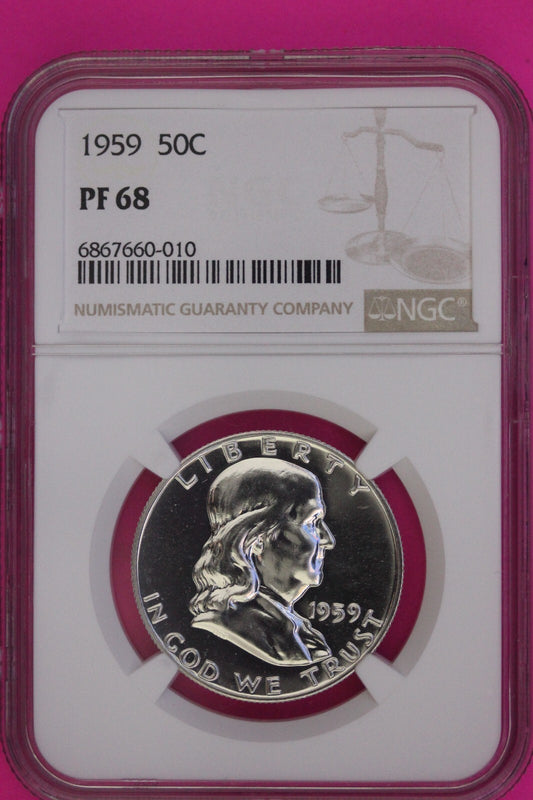 1959 50C
PF 68
6867660-010
NUMISMATIC GUARANTY COMPANY
NGC®
LIBERTY
1959
IN GOD WE TRUST